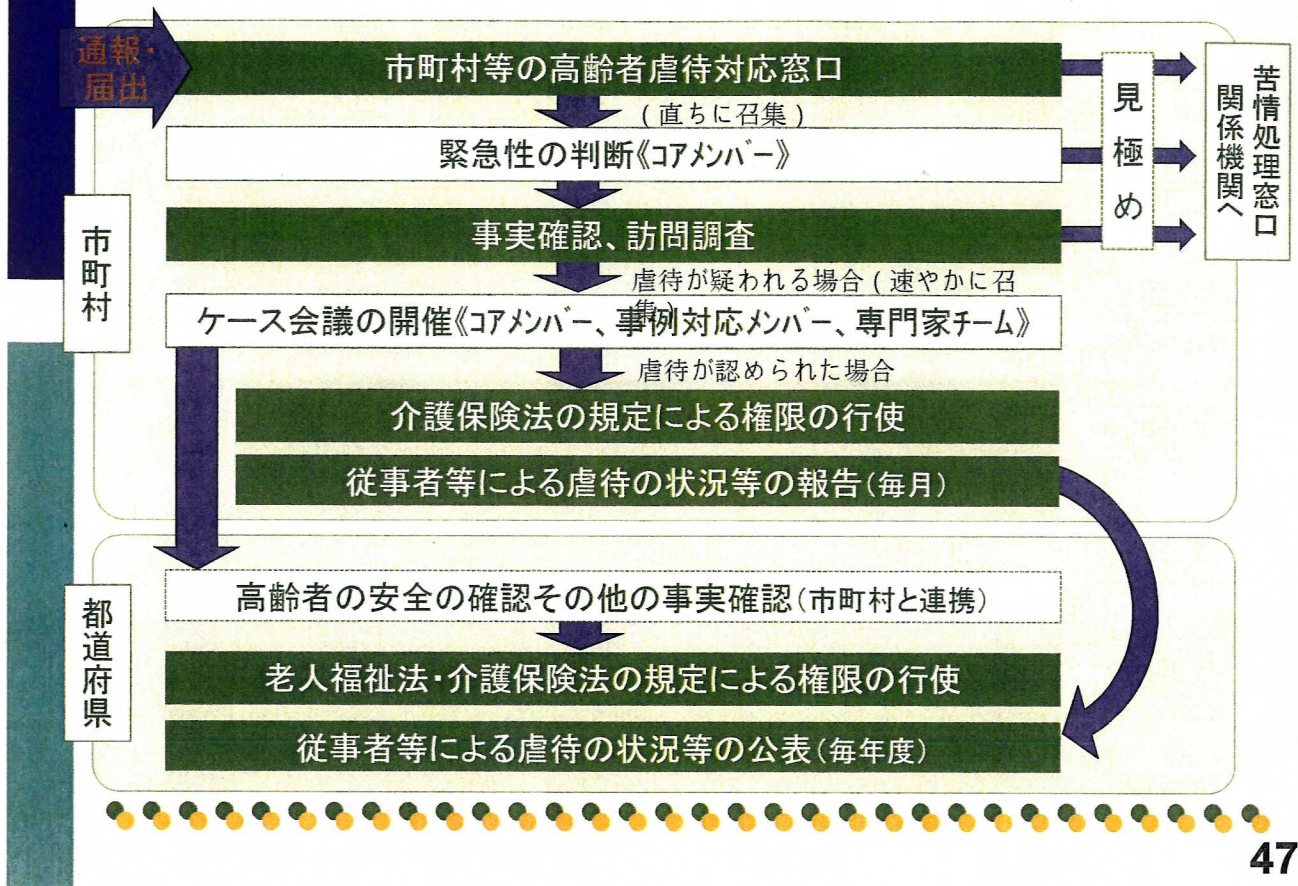 通報・
届出
市町村等の高齢者虐待対応窓口
(直ちに召集)
緊急性の判断《コアメンバー》
事実確認、訪問調査
虐待が疑われる場合(速やかに召
集)
ケース会議の開催《コアメンバー、事例対応メンバー、専門家チーム》
虐待が認められた場合
介護保険法の規定による権限の行使
従事者等による虐待の状況等の報告(毎月)
見極め
苦情処理窓口
関係機関へ
市町村
高齢者の安全の確認その他の事実確認(市町村と連携)
老人福祉法・介護保険法の規定による権限の行使
従事者等による虐待の状況等の公表(毎年度)
都道府県
47